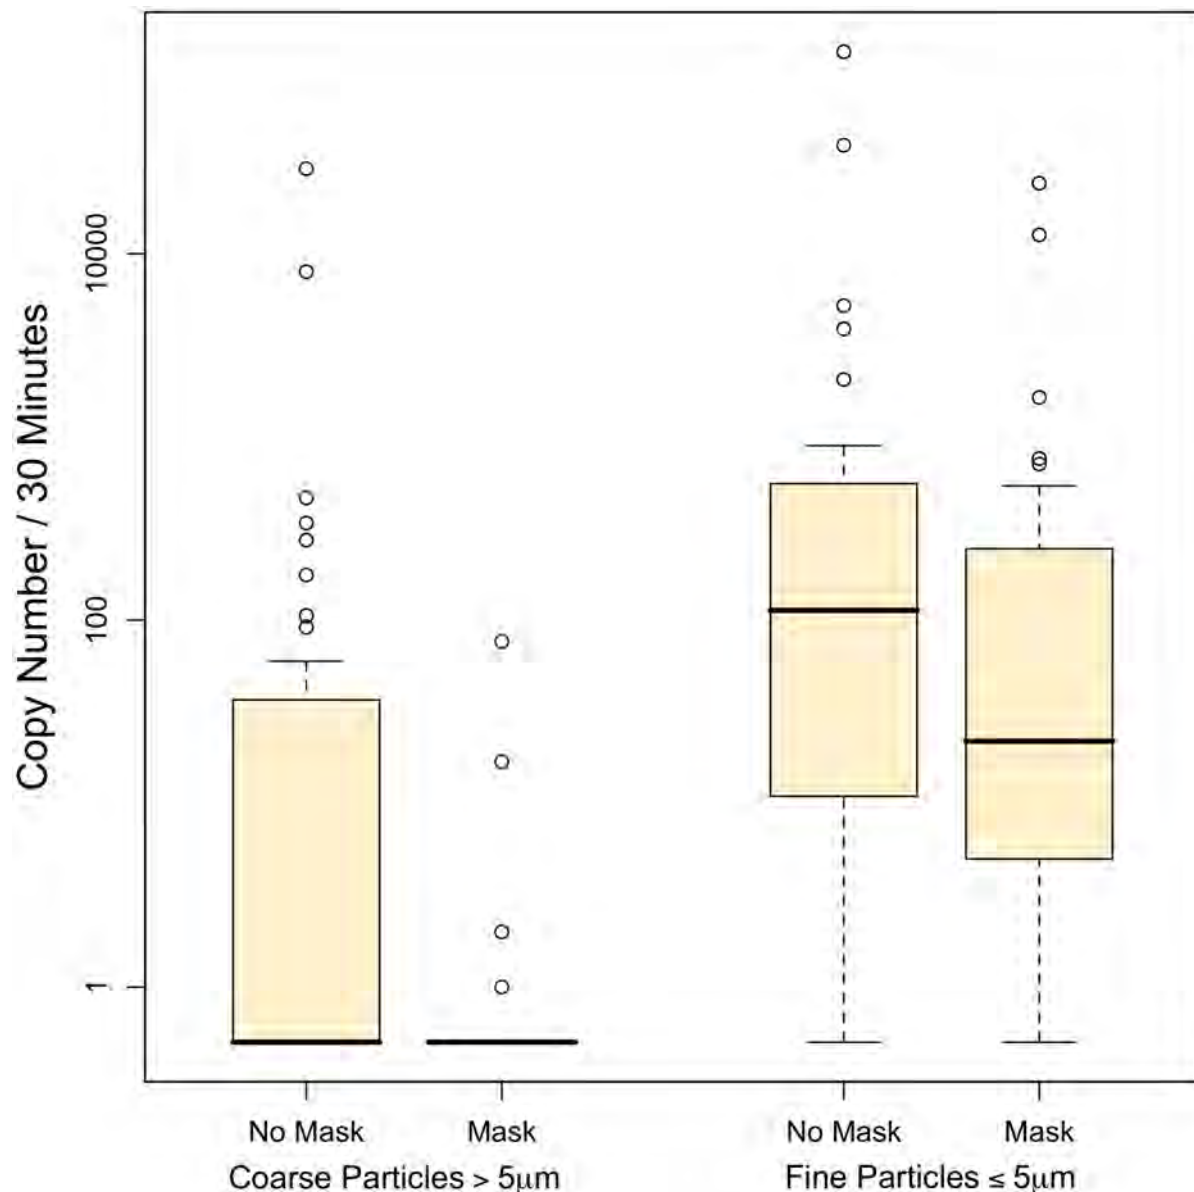 Copy Number / 30 Minutes
10000
100
1
No Mask Mask No Mask Mask
Coarse Particles > 5µm Fine Particles ≤ 5µm